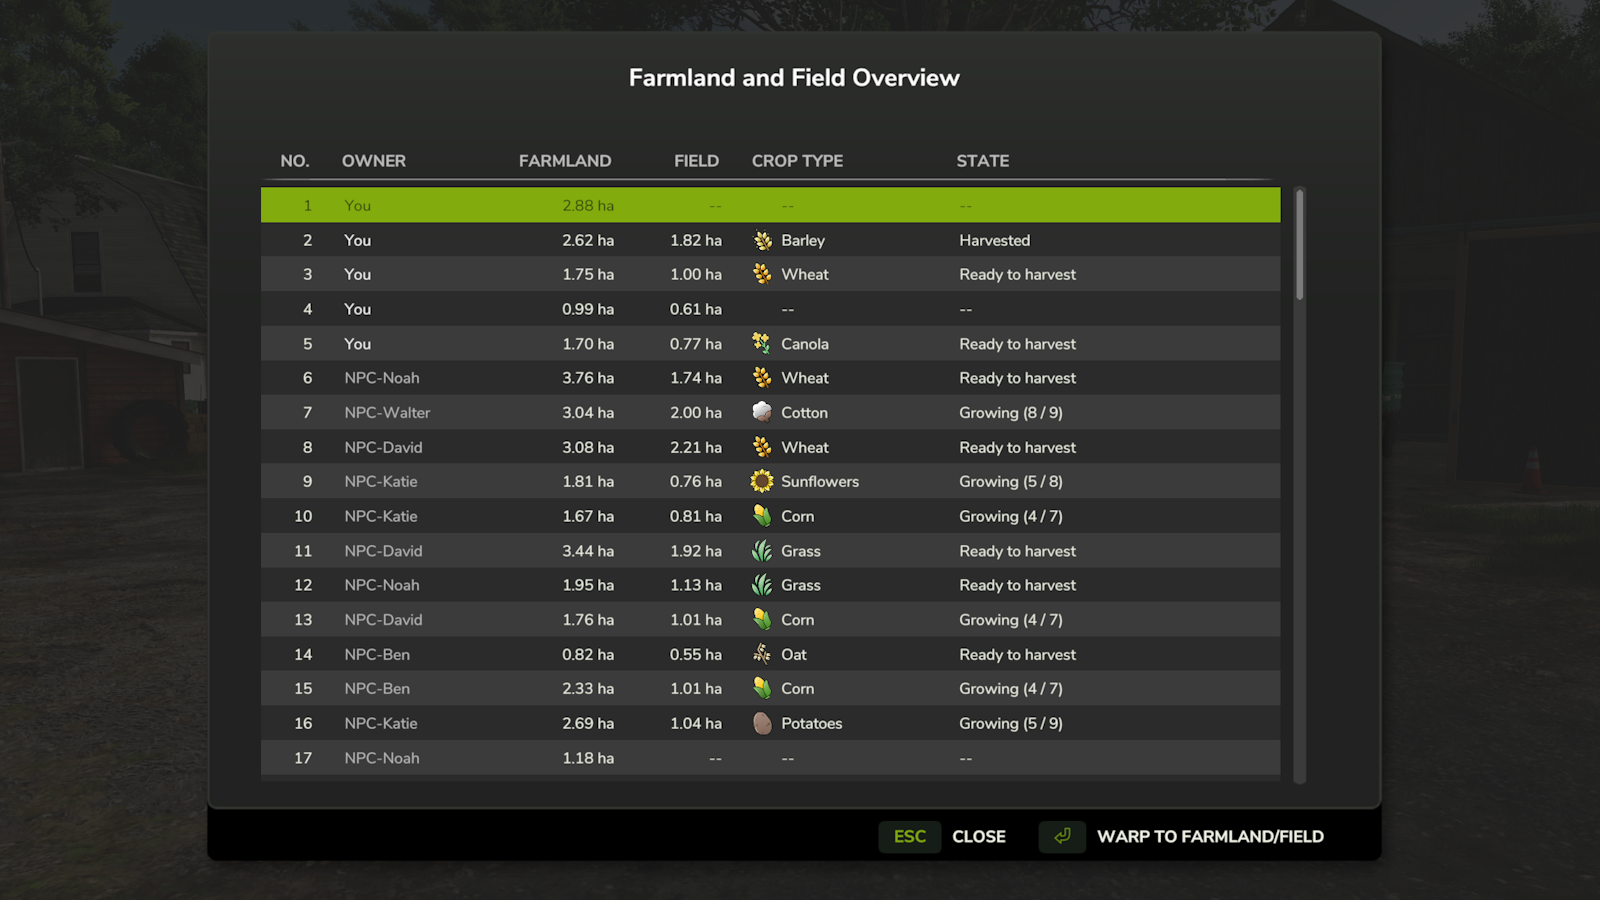 Farmland and Field Overview
NO. OWNER FARMLAND FIELD CROP TYPE STATE
1 You 2.88 ha -- -- --
2 You 2.62 ha 1.82 ha Barley Harvested
3 You 1.75 ha 1.00 ha Wheat Ready to harvest
4 You 0.99 ha 0.61 ha -- --
5 You 1.70 ha 0.77 ha Canola Ready to harvest
6 NPC-Noah 3.76 ha 1.74 ha Wheat Ready to harvest
7 NPC-Walter 3.04 ha 2.00 ha Cotton Growing (8 / 9)
8 NPC-David 3.08 ha 2.21 ha Wheat Ready to harvest
9 NPC-Katie 1.81 ha 0.76 ha Sunflowers Growing (5 / 8)
10 NPC-Katie 1.67 ha 0.81 ha Corn Growing (4 / 7)
11 NPC-David 3.44 ha 1.92 ha Grass Ready to harvest
12 NPC-Noah 1.95 ha 1.13 ha Grass Ready to harvest
13 NPC-David 1.76 ha 1.01 ha Corn Growing (4 / 7)
14 NPC-Ben 0.82 ha 0.55 ha Oat Ready to harvest
15 NPC-Ben 2.33 ha 1.01 ha Corn Growing (4 / 7)
16 NPC-Katie 2.69 ha 1.04 ha Potatoes Growing (5 / 9)
17 NPC-Noah 1.18 ha -- -- --
ESC CLOSE WARP TO FARMLAND/FIELD